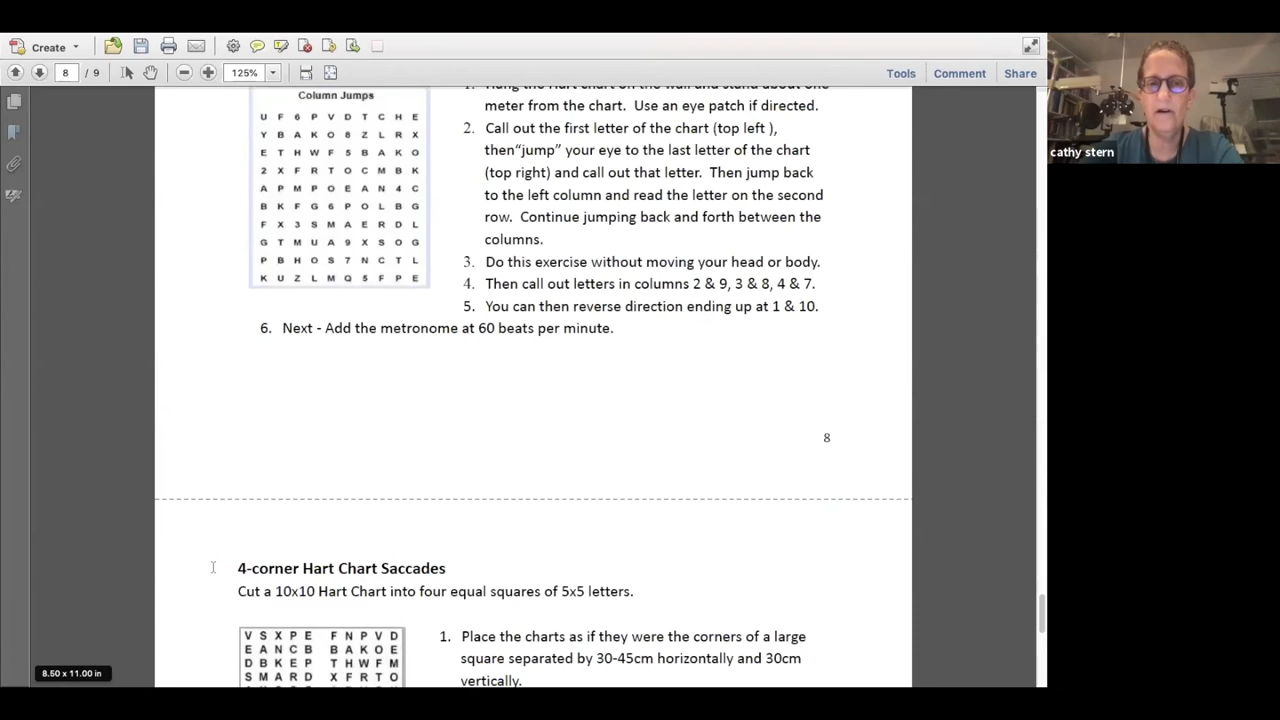 Create
8 / 9
125%
Tools
Comment
Share
Column Jumps
U F 6 P V D T C H E
Y B A K O 8 Z L R X
E T H W F 5 B A K O
2 X F R T O C M B K
A P M P O E A N 4 C
B K F G 6 P O L B G
F X 3 S M A E R D L
G T M U A 9 X S O G
P B H O S 7 N C T L
K U Z L M Q 5 F P E
meter from the chart. Use an eye patch if directed.
2. Call out the first letter of the chart (top left ),
then“jump” your eye to the last letter of the chart
(top right) and call out that letter. Then jump back
to the left column and read the letter on the second
row. Continue jumping back and forth between the
columns.
3. Do this exercise without moving your head or body.
4. Then call out letters in columns 2 & 9, 3 & 8, 4 & 7.
5. You can then reverse direction ending up at 1 & 10.
6. Next - Add the metronome at 60 beats per minute.
8
4-corner Hart Chart Saccades
Cut a 10x10 Hart Chart into four equal squares of 5x5 letters.
V S X P E F N P V D
E A N C B B A K O E
D B K E P T H W F M
S M A R D X F R T O
1. Place the charts as if they were the corners of a large
square separated by 30-45cm horizontally and 30cm
vertically.
8.50 x 11.00 in
cathy stern